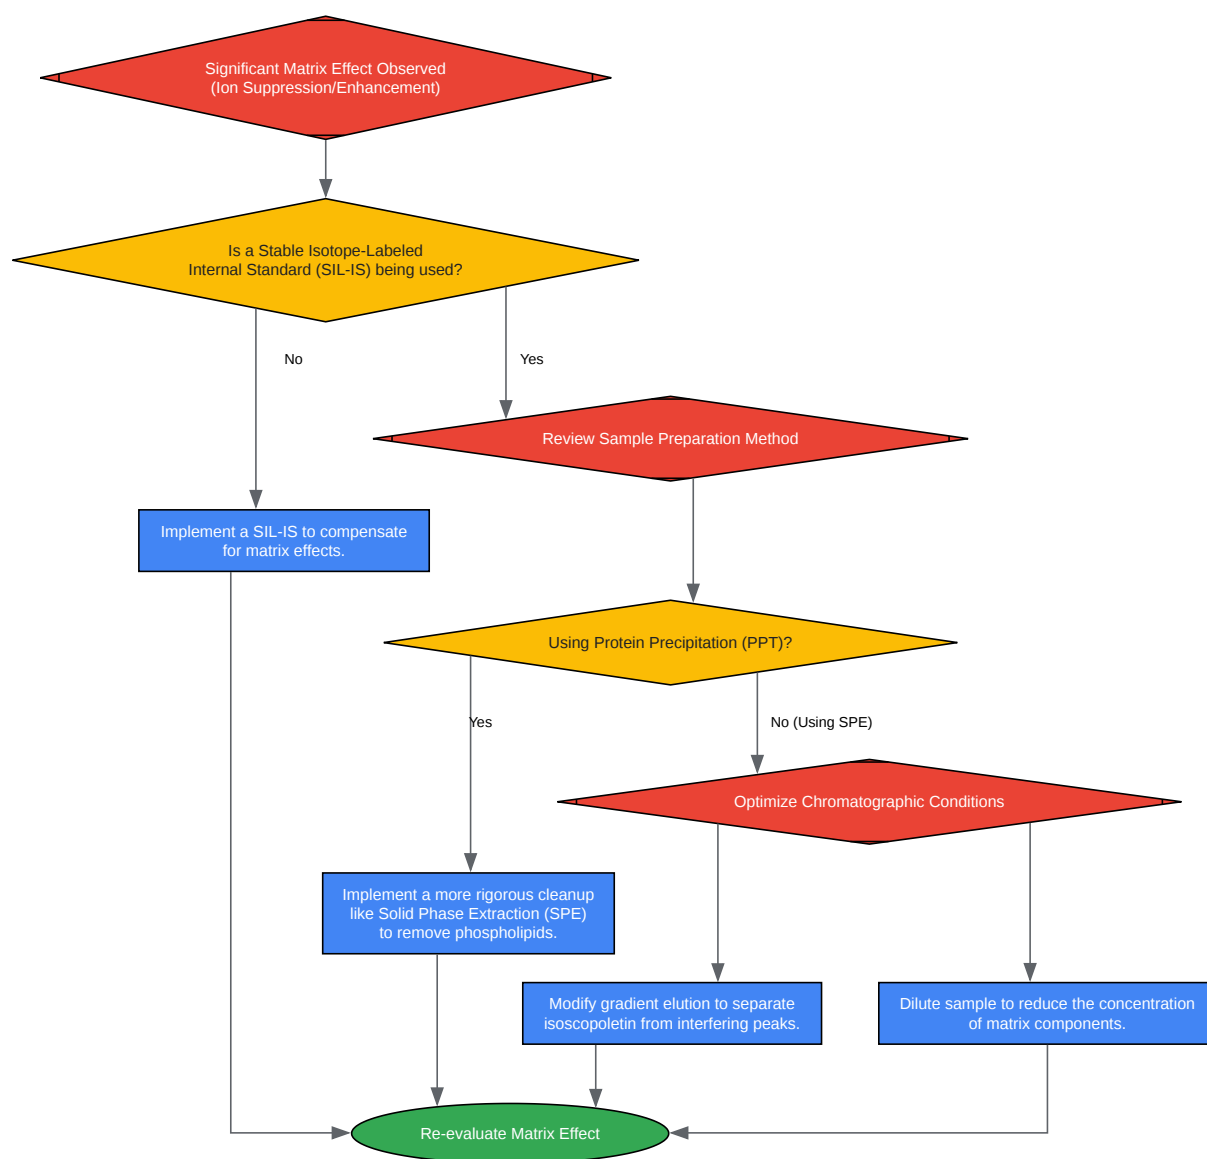 Significant Matrix Effect Observed
(Ion Suppression/Enhancement)
Is a Stable Isotope-Labeled
Internal Standard (SIL-IS) being used?
No
Yes
Review Sample Preparation Method
Implement a SIL-IS to compensate
for matrix effects.
Using Protein Precipitation (PPT)?
Yes
No (Using SPE)
Optimize Chromatographic Conditions
Implement a more rigorous cleanup
like Solid Phase Extraction (SPE)
to remove phospholipids.
Modify gradient elution to separate
isoscopoletin from interfering peaks.
Dilute sample to reduce the concentration
of matrix components.
Re-evaluate Matrix Effect